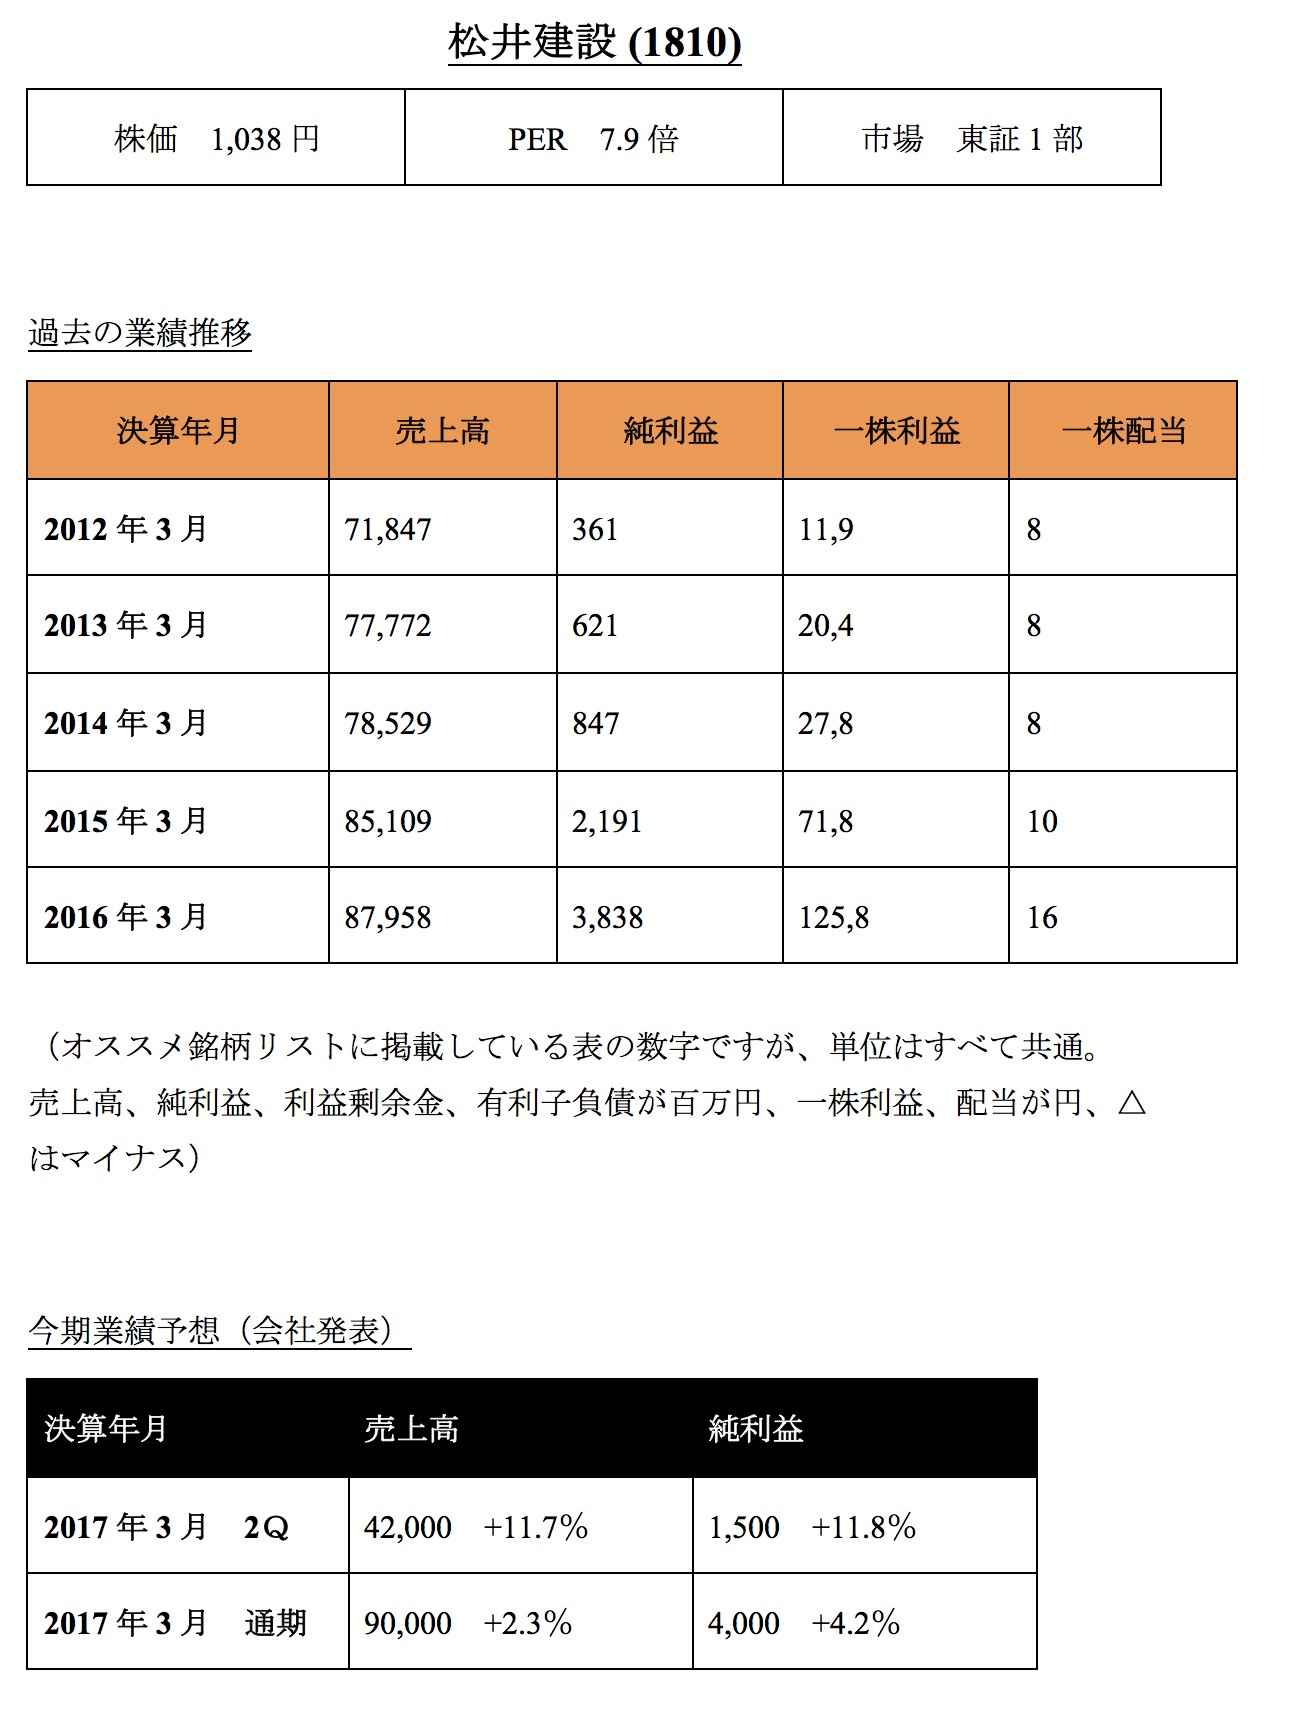 松井建設 (1810)
株価　1,038 円　PER　7.9 倍　市場　東証 1 部
過去の業績推移
決算年月　売上高　純利益　一株利益　一株配当
2012 年 3 月　71,847　361　11,9　8
2013 年 3 月　77,772　621　20,4　8
2014 年 3 月　78,529　847　27,8　8
2015 年 3 月　85,109　2,191　71,8　10
2016 年 3 月　87,958　3,838　125,8　16
（オススメ銘柄リストに掲載している表の数字ですが、単位はすべて共通。
売上高、純利益、利益剰余金、有利子負債が百万円、一株利益、配当が円、△
はマイナス）
今期業績予想（会社発表）
決算年月　売上高　純利益
2017 年 3 月　2Ｑ　42,000　+11.7％　1,500　+11.8％
2017 年 3 月　通期　90,000　+2.3％　4,000　+4.2％